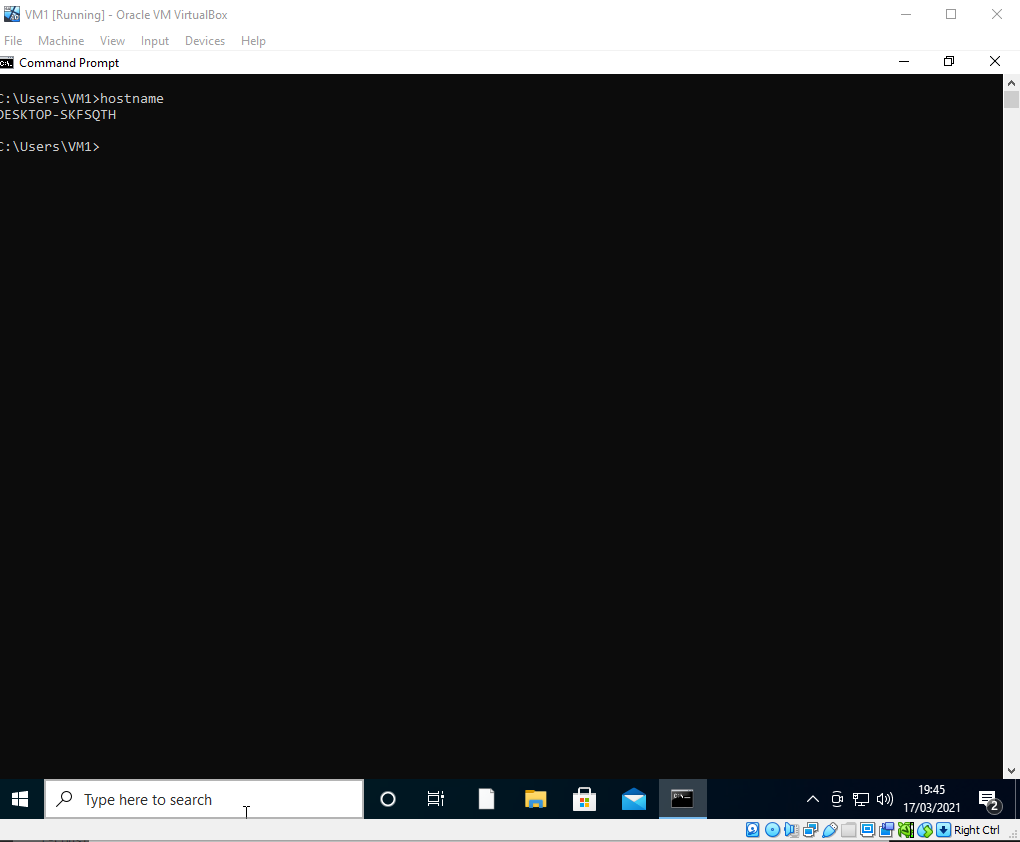 VM1 [Running] - Oracle VM VirtualBox
File Machine View Input Devices Help
Command Prompt
C:\Users\VM1>hostname
DESKTOP-SKFSQTH
C:\Users\VM1>
Type here to search
19:45
17/03/2021
2
Right Ctrl